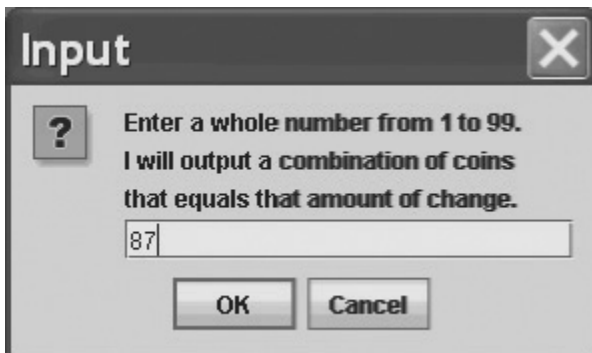 Input
?
Enter a whole number from 1 to 99.
I will output a combination of coins
that equals that amount of change.
87
OK Cancel